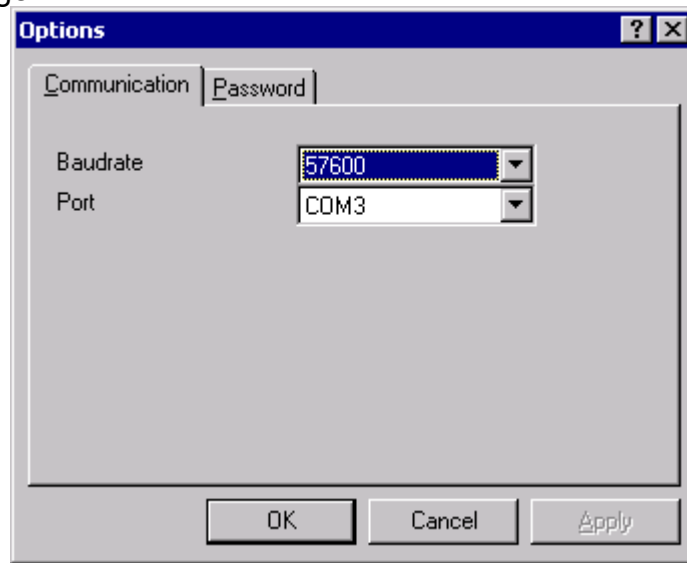 Options
Communication Password
Baudrate 57600
Port COM3
OK Cancel Apply